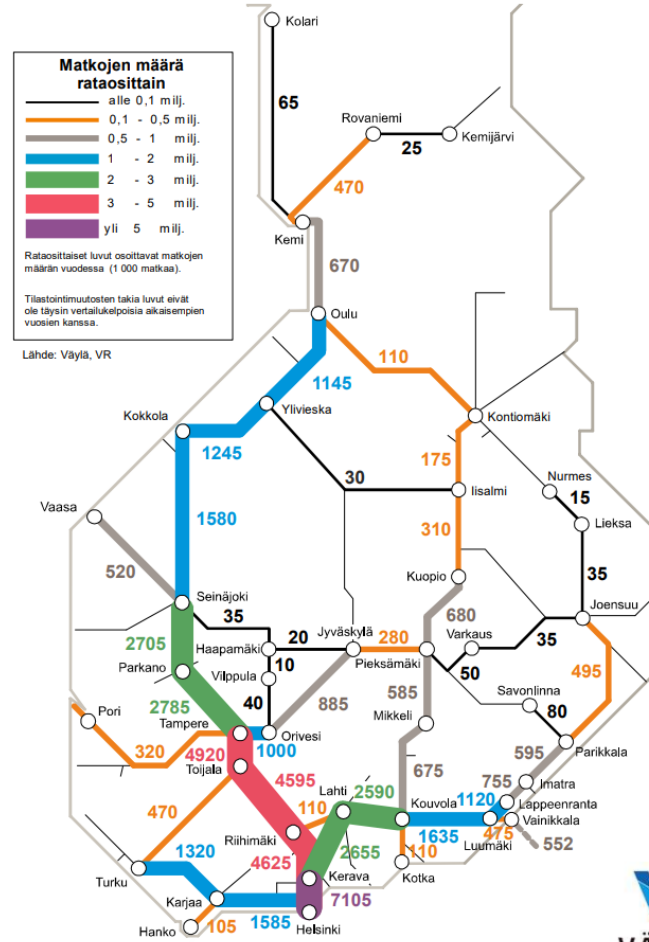 Kolari
Matkojen määrä
rataosittain
alle 0,1 milj.
0,1 - 0,5 milj.
0,5 - 1 milj.
1 - 2 milj.
2 - 3 milj.
3 - 5 milj.
yli 5 milj.
Rataosittaiset luvut osoittavat matkojen
määrän vuodessa (1 000 matkaa).
Tilastointimuutosten takia luvut eivät
ole täysin vertailukelpoisia aikaisempien
vuosien kanssa.
Lähde: Väylä, VR
65
Rovaniemi
25
Kemijärvi
470
Kemi
670
Oulu
110
1145
Kokkola
Ylivieska
Kontiomäki
1245
175
30
Iisalmi
Nurmes
15
Lieksa
Vaasa
1580
310
520
Kuopio
35
Seinäjoki
35
680
Joensuu
2705
Haapamäki
20
Jyväskylä
280
Varkaus
35
Parkano
10
Pieksämäki
50
495
Vilppula
2785
40
885
585
Savonlinna
Pori
Tampere
Orivesi
Mikkeli
80
320
4920
1000
Parikkala
Toijala
4595
675
595
Imatra
470
Lahti
2590
755
110
Kouvola
1120
Lappeenranta
Riihimäki
1635
475
Vainikkala
1320
4625
2655
110
Luumäki
552
Turku
Kerava
Kotka
Karjaa
7105
Hanko
105
1585
Helsinki